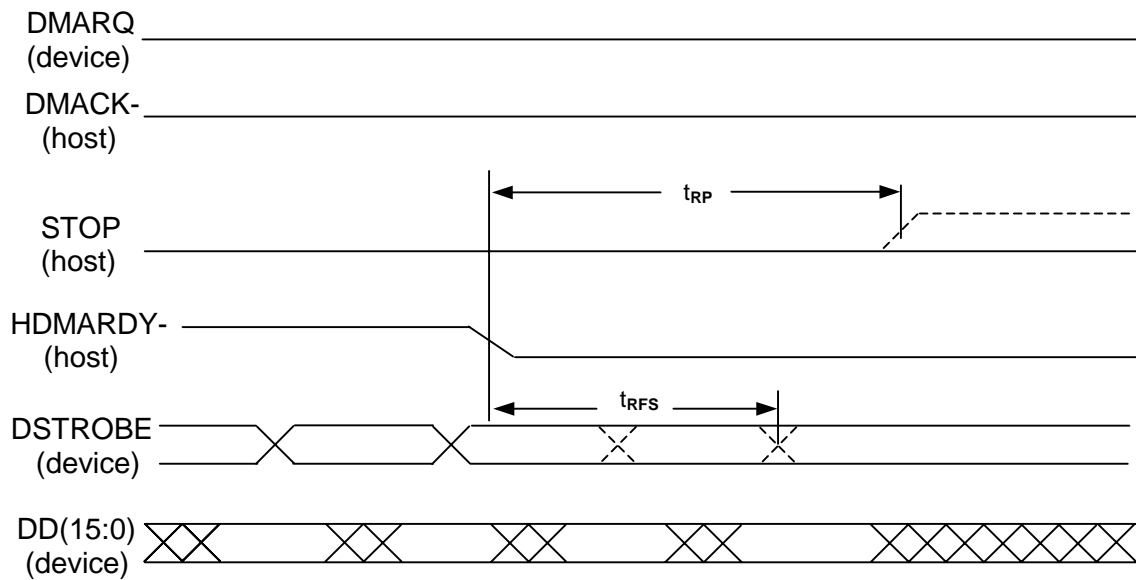 DMARQ
(device)
DMACK-
(host)
tRP
STOP
(host)
HDMARDY-
(host)
tRFS
DSTROBE
(device)
DD(15:0)
(device)